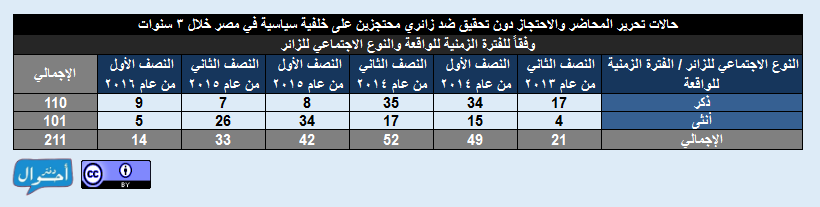 حالات تحرير المحاضر والاحتجاز دون تحقيق ضد زائري محتجزين على خلفية سياسية في مصر خلال ٣ سنوات
وفقاً للفترة الزمنية للواقعة والنوع الاجتماعي للزائر
النوع الاجتماعي للزائر / الفترة الزمنية للواقعة النصف الثاني من عام ٢٠١٣ النصف الأول من عام ٢٠١٤ النصف الثاني من عام ٢٠١٤ النصف الأول من عام ٢٠١٥ النصف الثاني من عام ٢٠١٥ النصف الأول من عام ٢٠١٦ الإجمالي
ذكر 17 34 35 8 7 9 110
أنثى 4 15 17 34 26 5 101
الإجمالي 21 49 52 42 33 14 211
دفتر أحوال
cc BY